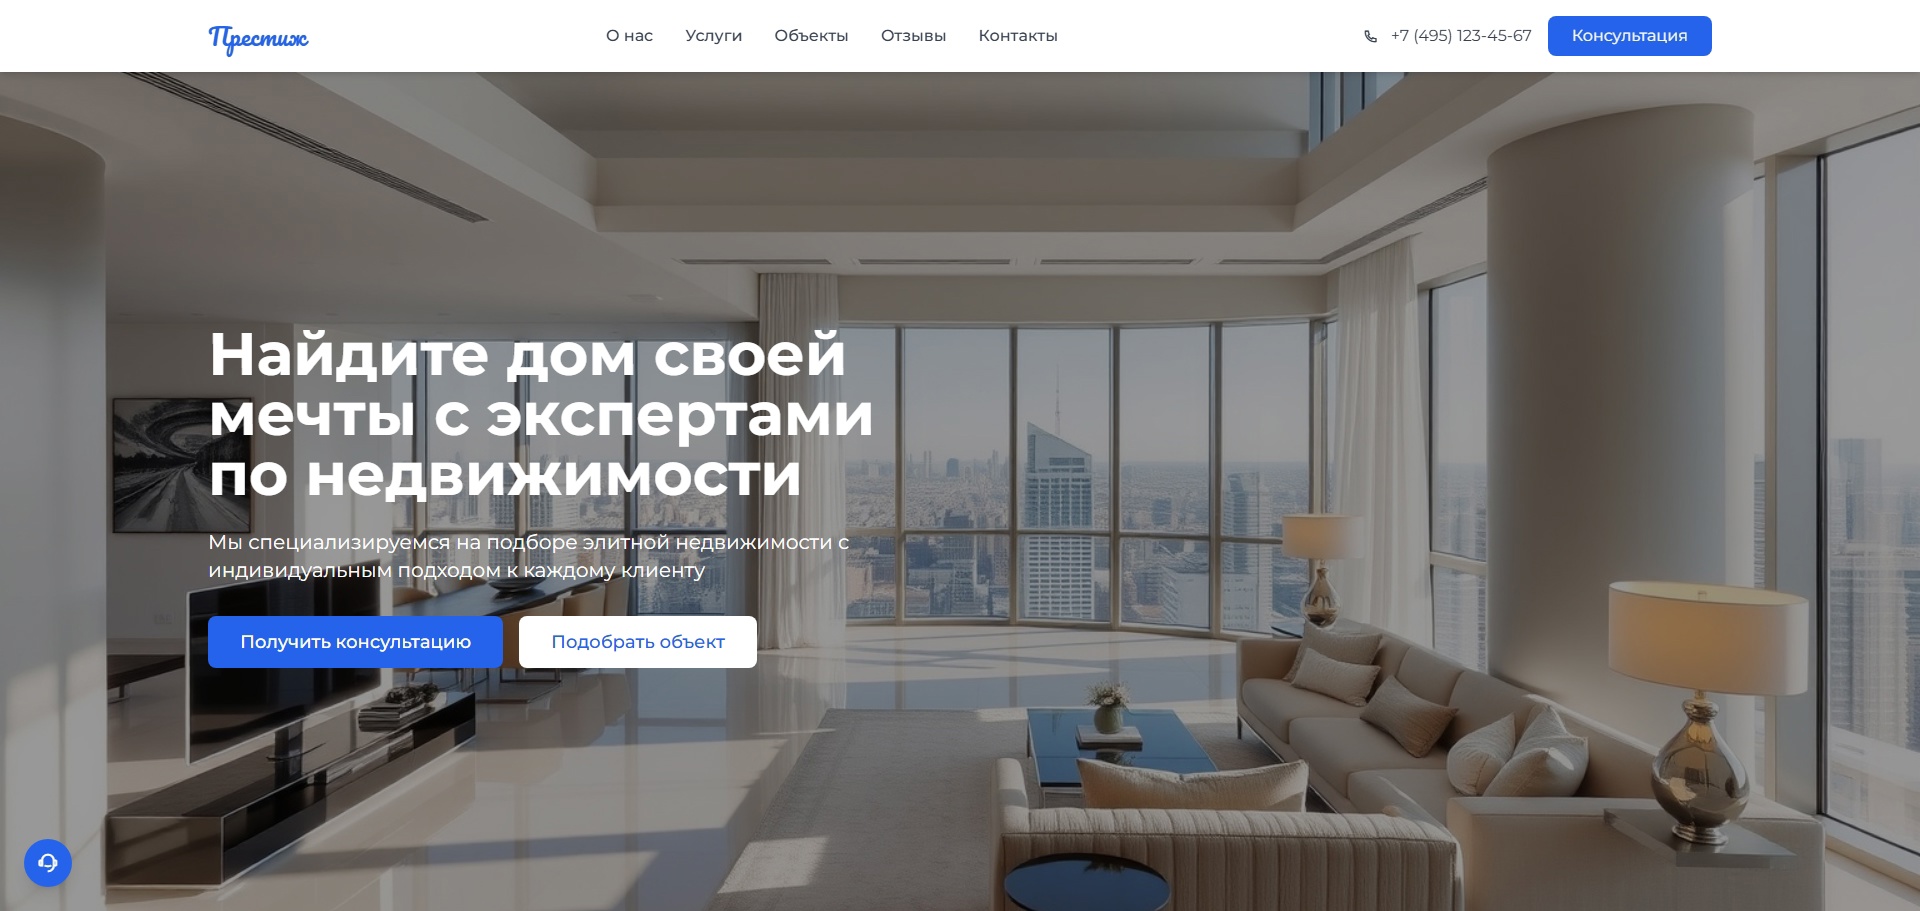 Престиж
О нас
Услуги
Объекты
Отзывы
Контакты
+7 (495) 123-45-67
Консультация
Найдите дом своей
мечты с экспертами
по недвижимости
Мы специализируемся на подборе элитной недвижимости с
индивидуальным подходом к каждому клиенту
Получить консультацию
Подобрать объект